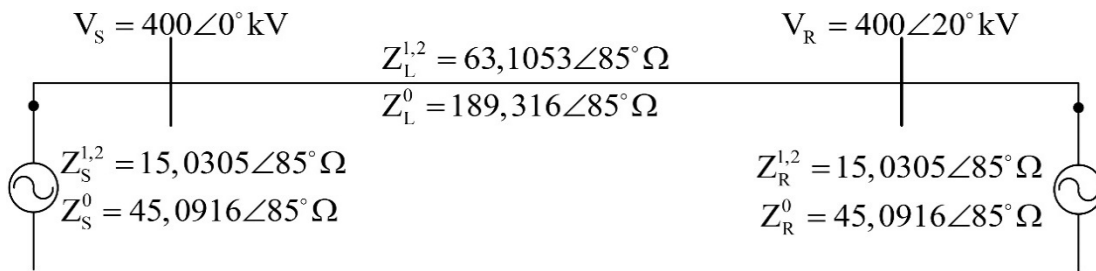 V_S = 400∠0° kV
V_R = 400∠20° kV
Z_L^{1,2} = 63,1053∠85° Ω
Z_L^0 = 189,316∠85° Ω
Z_S^{1,2} = 15,0305∠85° Ω
Z_S^0 = 45,0916∠85° Ω
Z_R^{1,2} = 15,0305∠85° Ω
Z_R^0 = 45,0916∠85° Ω